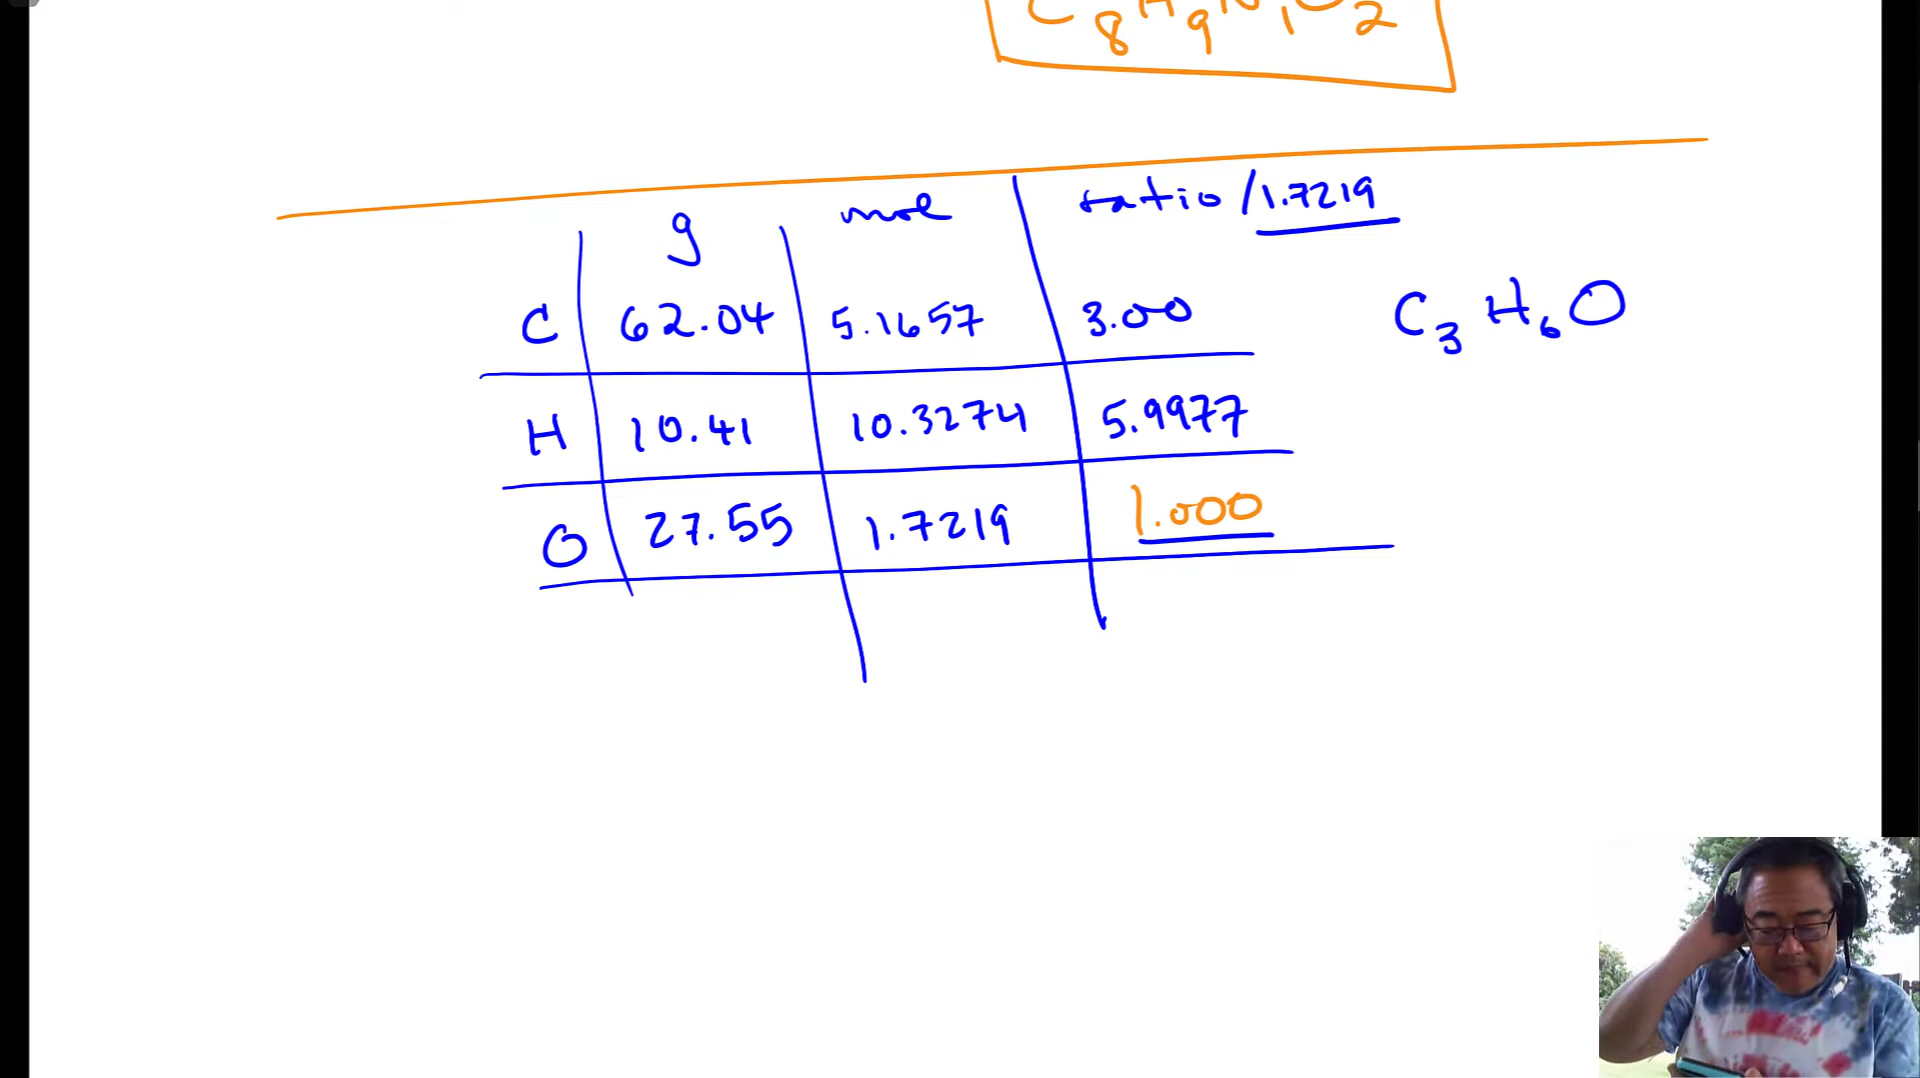 C8H9N1O2
g mol ratio /1.7219
C 62.04 5.1657 3.00 C3H6O
H 10.41 10.3274 5.9977
O 27.55 1.7219 1.000